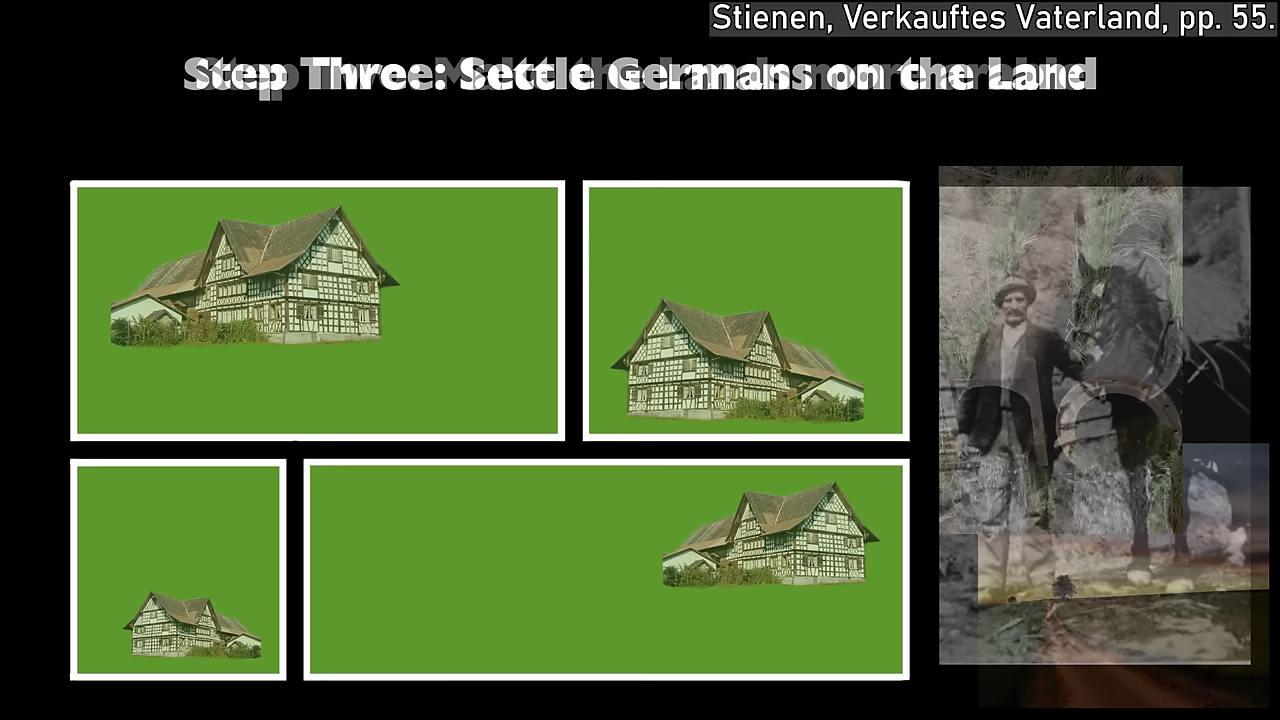 Stienen, Verkauftes Vaterland, pp. 55.
Step Three: Settle Germans on the Land